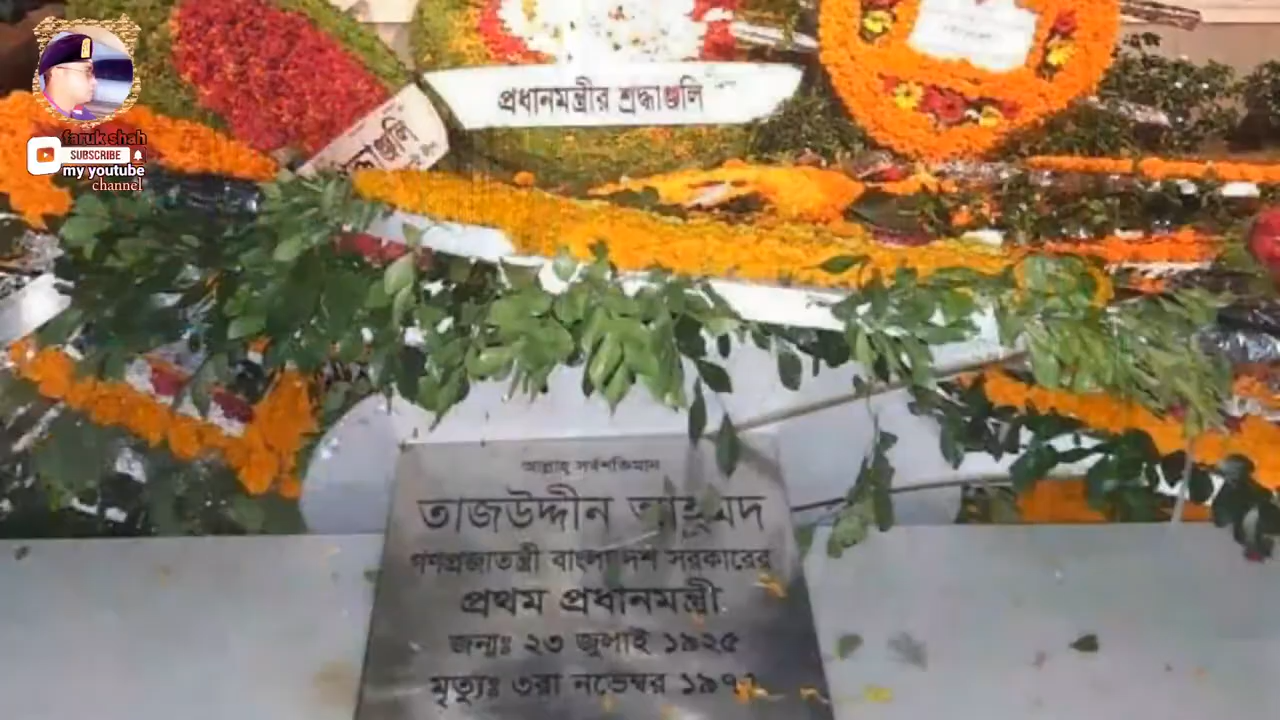 faruk shah
SUBSCRIBE
my youtube
channel
প্রধানমন্ত্রীর শ্রদ্ধাঞ্জলি
আল্লাহ্ সর্বশক্তিমান
তাজউদ্দীন আহমদ
গণপ্রজাতন্ত্রী বাংলাদেশ সরকারের
প্রথম প্রধানমন্ত্রী
জন্মঃ ২৩ জুলাই ১৯২৫
মৃত্যুঃ ৩রা নভেম্বর